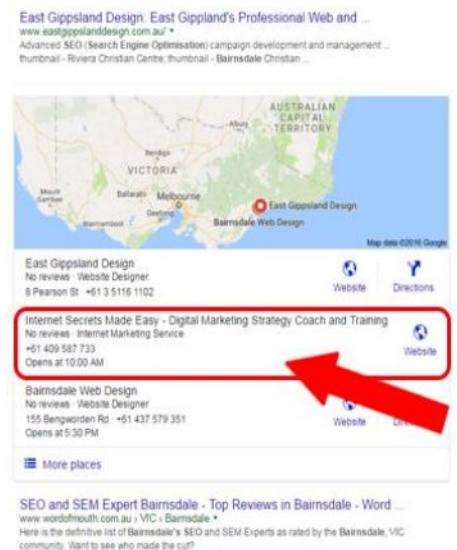 East Gippsland Design: East Gippland's Professional Web and ...
www.eastgippslanddesign.com.au/
Advanced SEO (Search Engine Optimisation) campaign development and management ...
thumbnail - Riviera Christian Centre; thumbnail - Bairnsdale Christian ...
AUSTRALIAN
CAPITAL
TERRITORY
Albury
Bendigo
VICTORIA
Mount
Gambier
Ballarat
Melbourne
East Gippsland Design
Geelong
Warrnambool
Bairnsdale Web Design
Map data ©2016 Google
East Gippsland Design
No reviews · Website Designer
8 Pearson St · +61 3 5116 1102
Website
Directions
Internet Secrets Made Easy - Digital Marketing Strategy Coach and Training
No reviews · Internet Marketing Service
+61 409 587 733
Opens at 10:00 AM
Website
Bairnsdale Web Design
No reviews · Website Designer
155 Bengworden Rd · +61 437 579 351
Opens at 5:30 PM
Website
More places
SEO and SEM Expert Bairnsdale - Top Reviews in Bairnsdale - Word ...
www.wordofmouth.com.au › VIC › Bairnsdale
Here is the definitive list of Bairnsdale's SEO and SEM Experts as rated by the Bairnsdale, VIC
community. Want to see who made the cut?